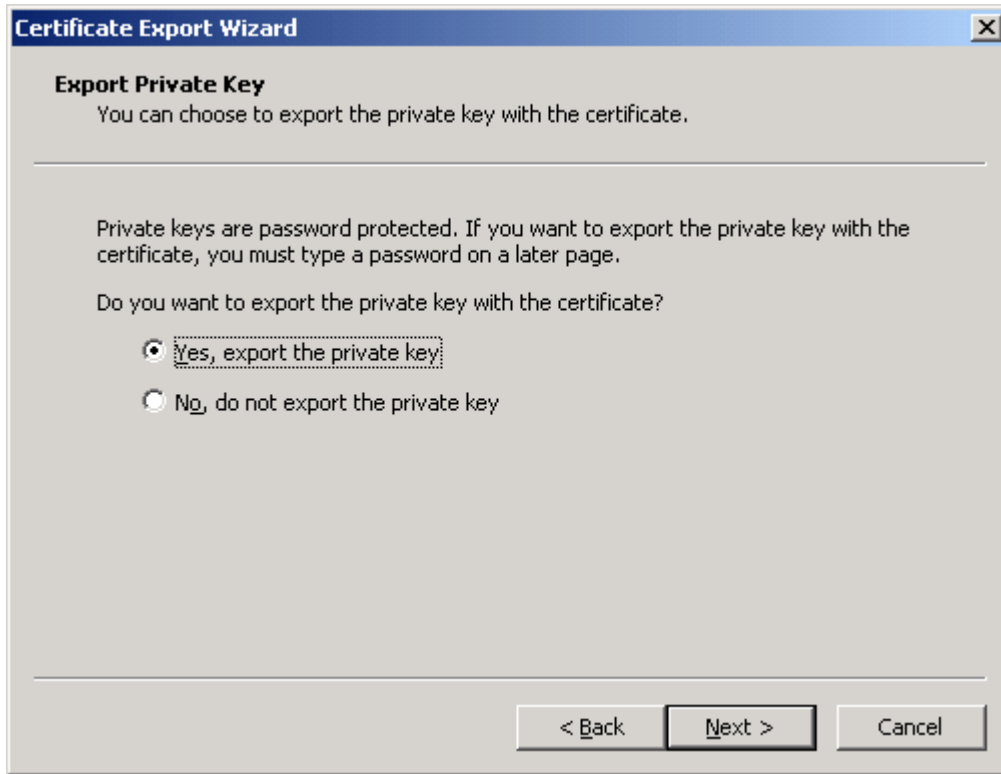 Certificate Export Wizard
Export Private Key
You can choose to export the private key with the certificate.
Private keys are password protected. If you want to export the private key with the
certificate, you must type a password on a later page.
Do you want to export the private key with the certificate?
Yes, export the private key
No, do not export the private key
< Back
Next >
Cancel